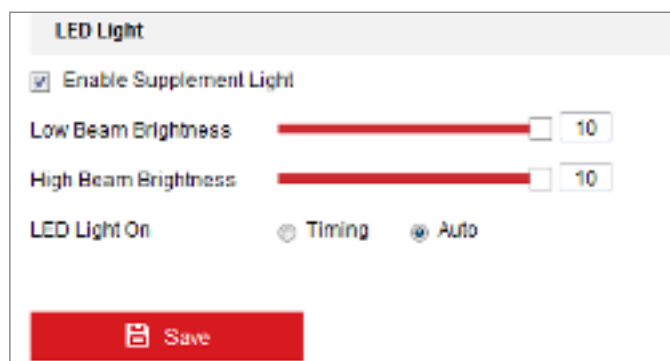 LED Light
Enable Supplement Light
Low Beam Brightness 10
High Beam Brightness 10
LED Light On Timing Auto
Save